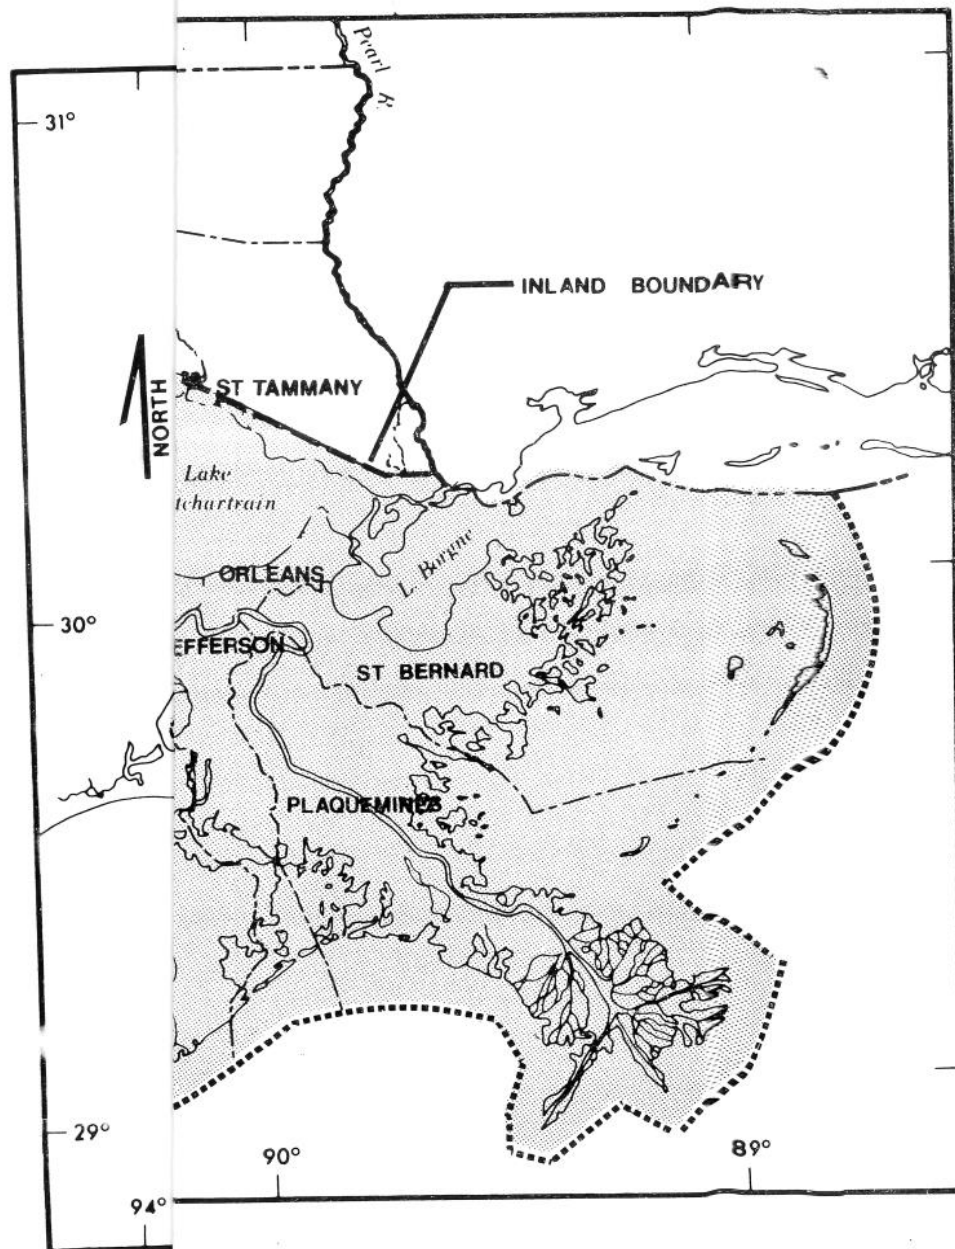 Pearl R.
31°
INLAND BOUNDARY
ST TAMMANY
NORTH
Lake
tchartrain
L. Borgne
ORLEANS
30°
EFFERSON
ST BERNARD
PLAQUEMINES
29°
90°
89°
94°